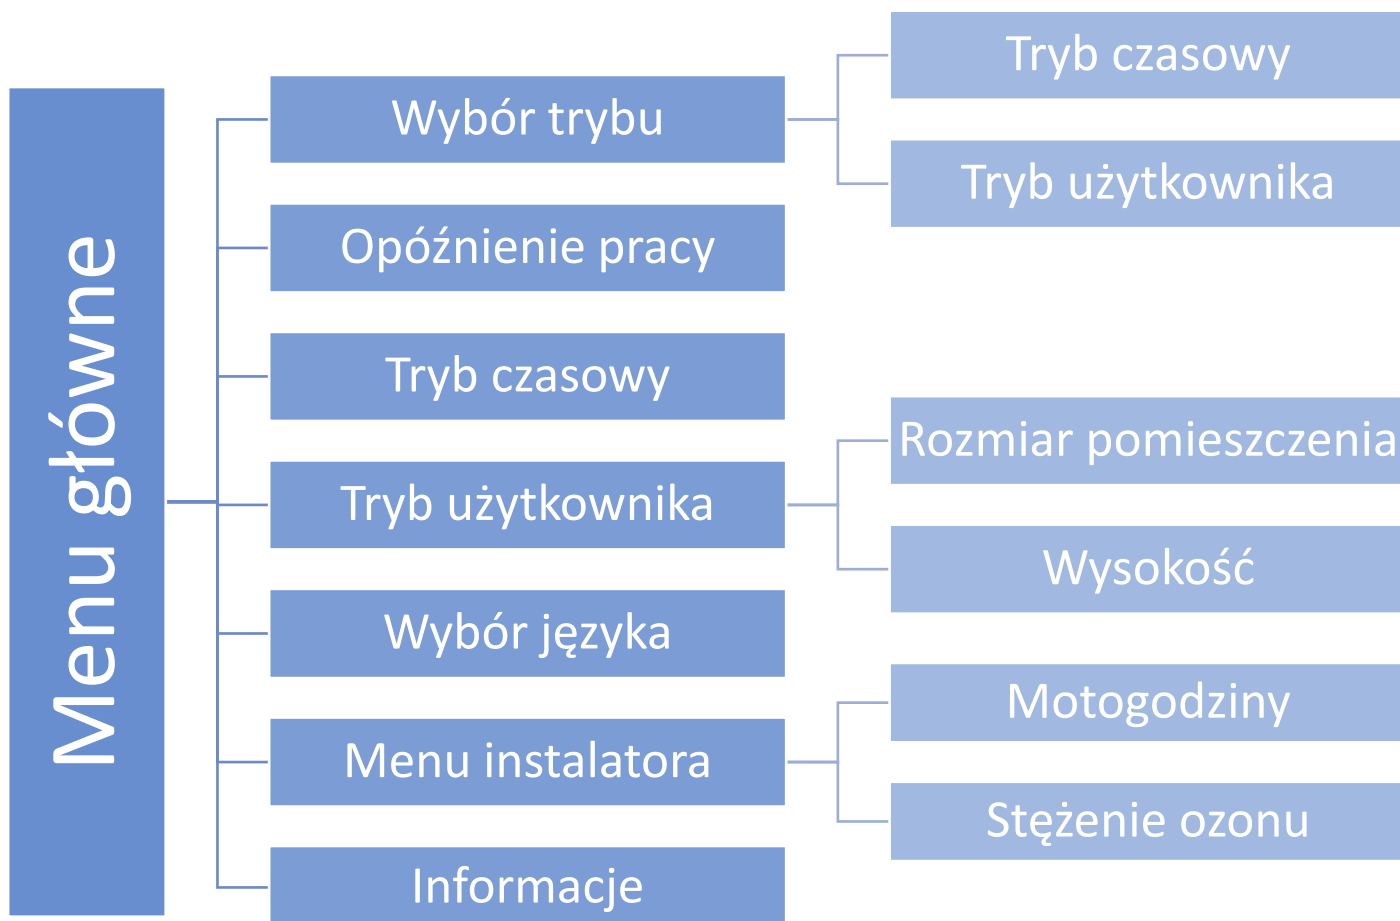 Menu główne
Wybór trybu
Tryb czasowy
Tryb użytkownika
Opóźnienie pracy
Tryb czasowy
Tryb użytkownika
Rozmiar pomieszczenia
Wysokość
Wybór języka
Menu instalatora
Motogodziny
Stężenie ozonu
Informacje